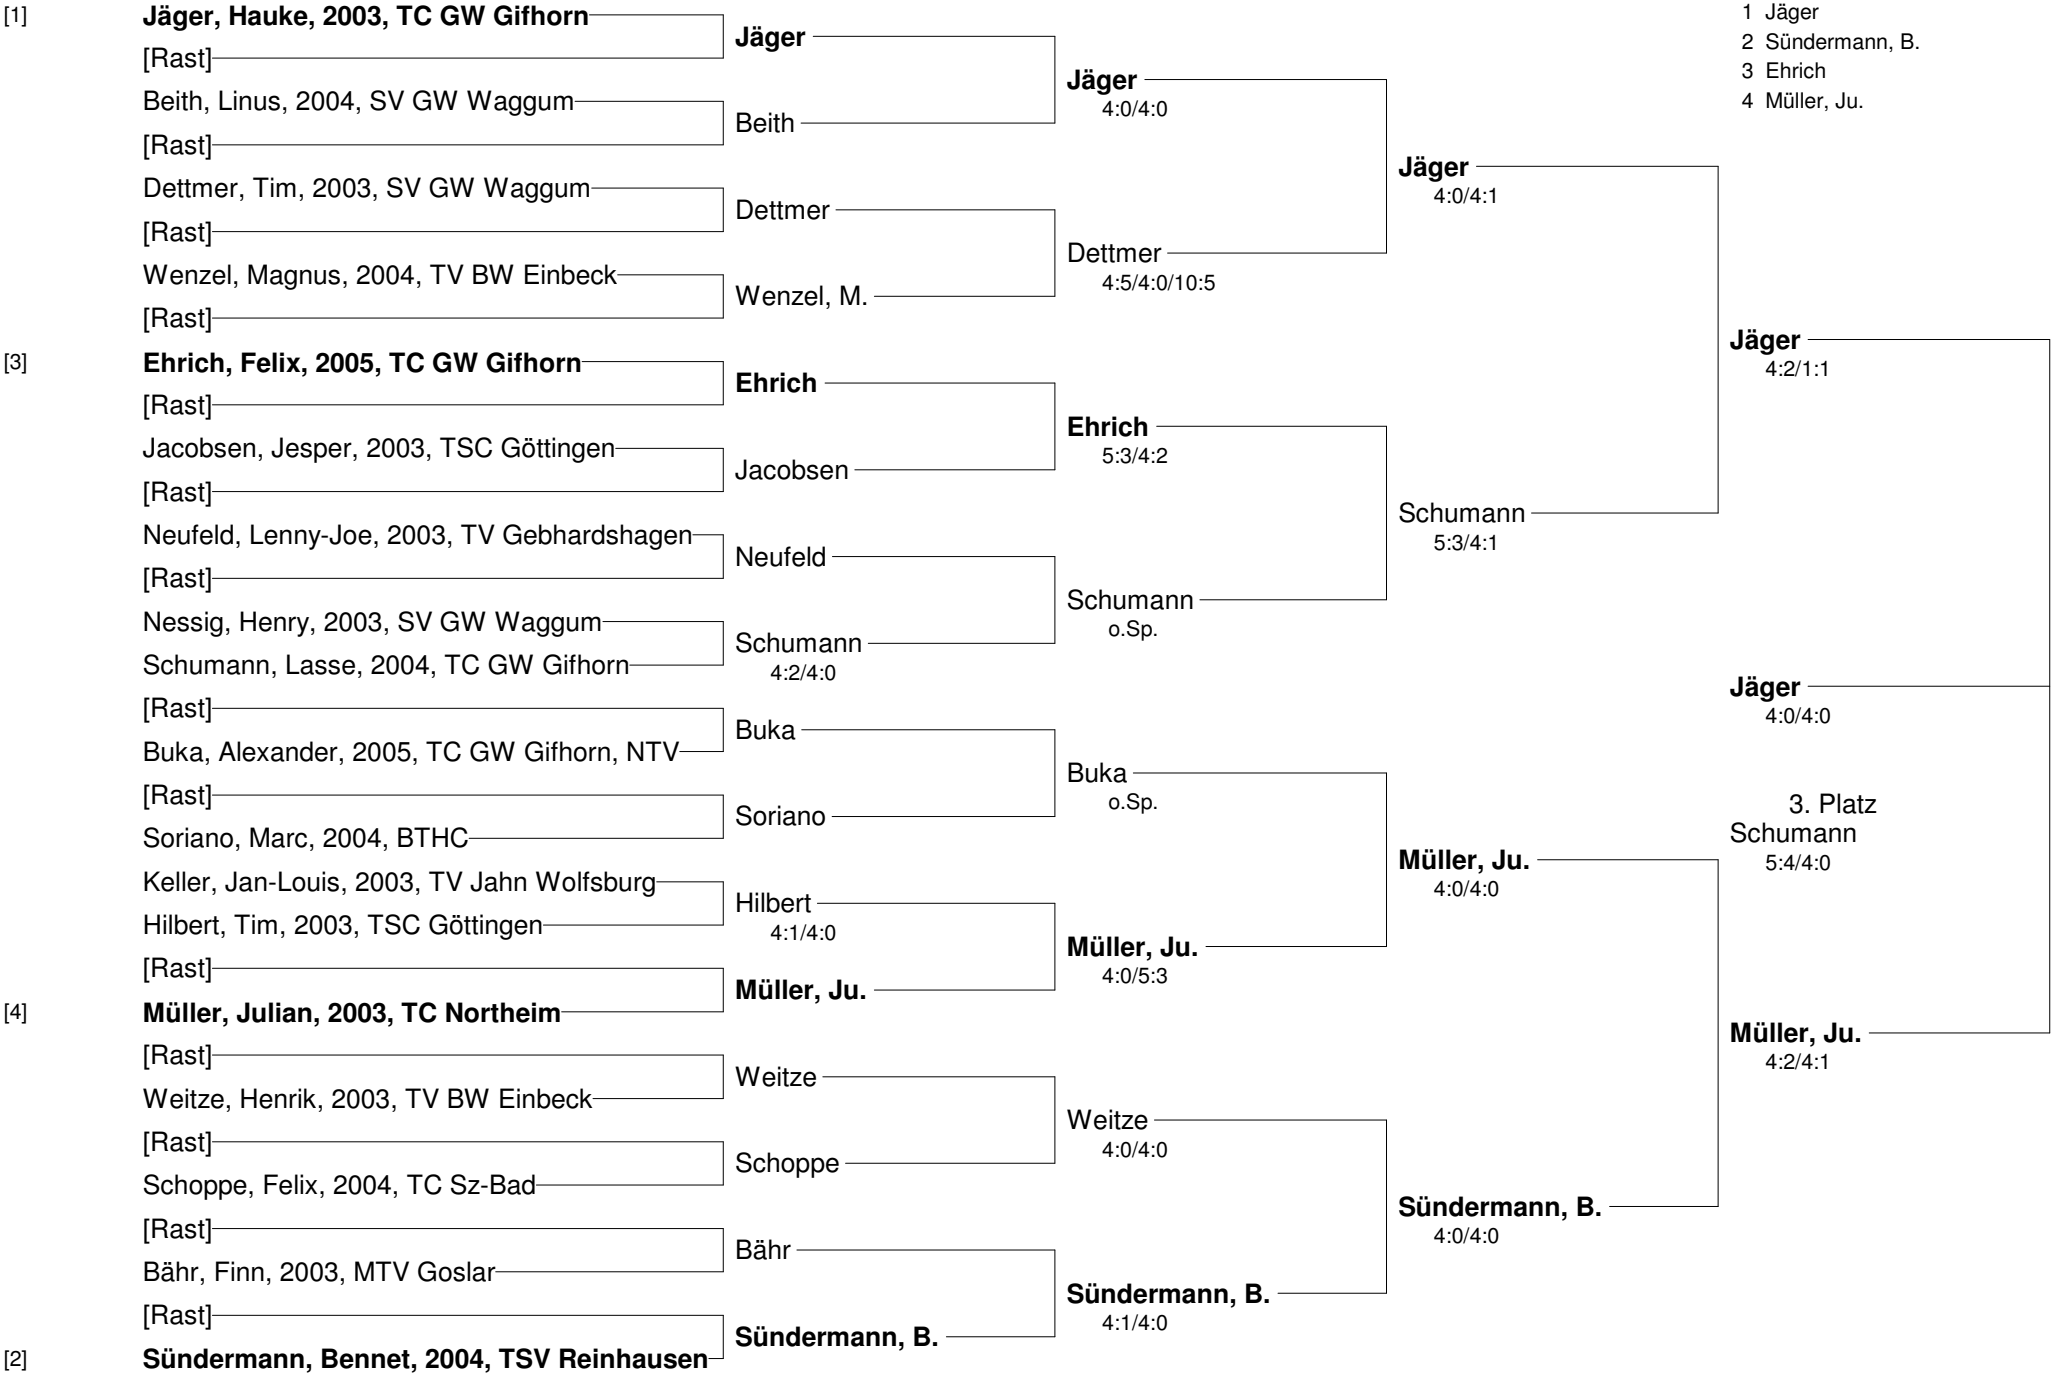 [1] Jäger, Hauke, 2003, TC GW Gifhorn
[Rast]
Beith, Linus, 2004, SV GW Waggum
[Rast]
Dettmer, Tim, 2003, SV GW Waggum
[Rast]
Wenzel, Magnus, 2004, TV BW Einbeck
[Rast]
[3] Ehrich, Felix, 2005, TC GW Gifhorn
[Rast]
Jacobsen, Jesper, 2003, TSC Göttingen
[Rast]
Neufeld, Lenny-Joe, 2003, TV Gebhardshagen
[Rast]
Nessig, Henry, 2003, SV GW Waggum
Schumann, Lasse, 2004, TC GW Gifhorn
[Rast]
Buka, Alexander, 2005, TC GW Gifhorn, NTV
[Rast]
Soriano, Marc, 2004, BTHC
Keller, Jan-Louis, 2003, TV Jahn Wolfsburg
Hilbert, Tim, 2003, TSC Göttingen
[Rast]
[4] Müller, Julian, 2003, TC Northeim
[Rast]
Weitze, Henrik, 2003, TV BW Einbeck
[Rast]
Schoppe, Felix, 2004, TC Sz-Bad
[Rast]
Bähr, Finn, 2003, MTV Goslar
[Rast]
[2] Sündermann, Bennet, 2004, TSV Reinhausen
Jäger
Beith
Dettmer
Wenzel, M.
Ehrich
Jacobsen
Neufeld
Schumann
4:2/4:0
Buka
Soriano
Hilbert
4:1/4:0
Müller, Ju.
Weitze
Schoppe
Bähr
Sündermann, B.
Jäger
4:0/4:0
Dettmer
4:5/4:0/10:5
Ehrich
5:3/4:2
Schumann
o.Sp.
Buka
o.Sp.
Müller, Ju.
4:0/5:3
Weitze
4:0/4:0
Sündermann, B.
4:1/4:0
Jäger
4:0/4:1
Schumann
5:3/4:1
Müller, Ju.
4:0/4:0
Sündermann, B.
4:0/4:0
1 Jäger
2 Sündermann, B.
3 Ehrich
4 Müller, Ju.
Jäger
4:2/1:1
Jäger
4:0/4:0
3. Platz
Schumann
5:4/4:0
Müller, Ju.
4:2/4:1